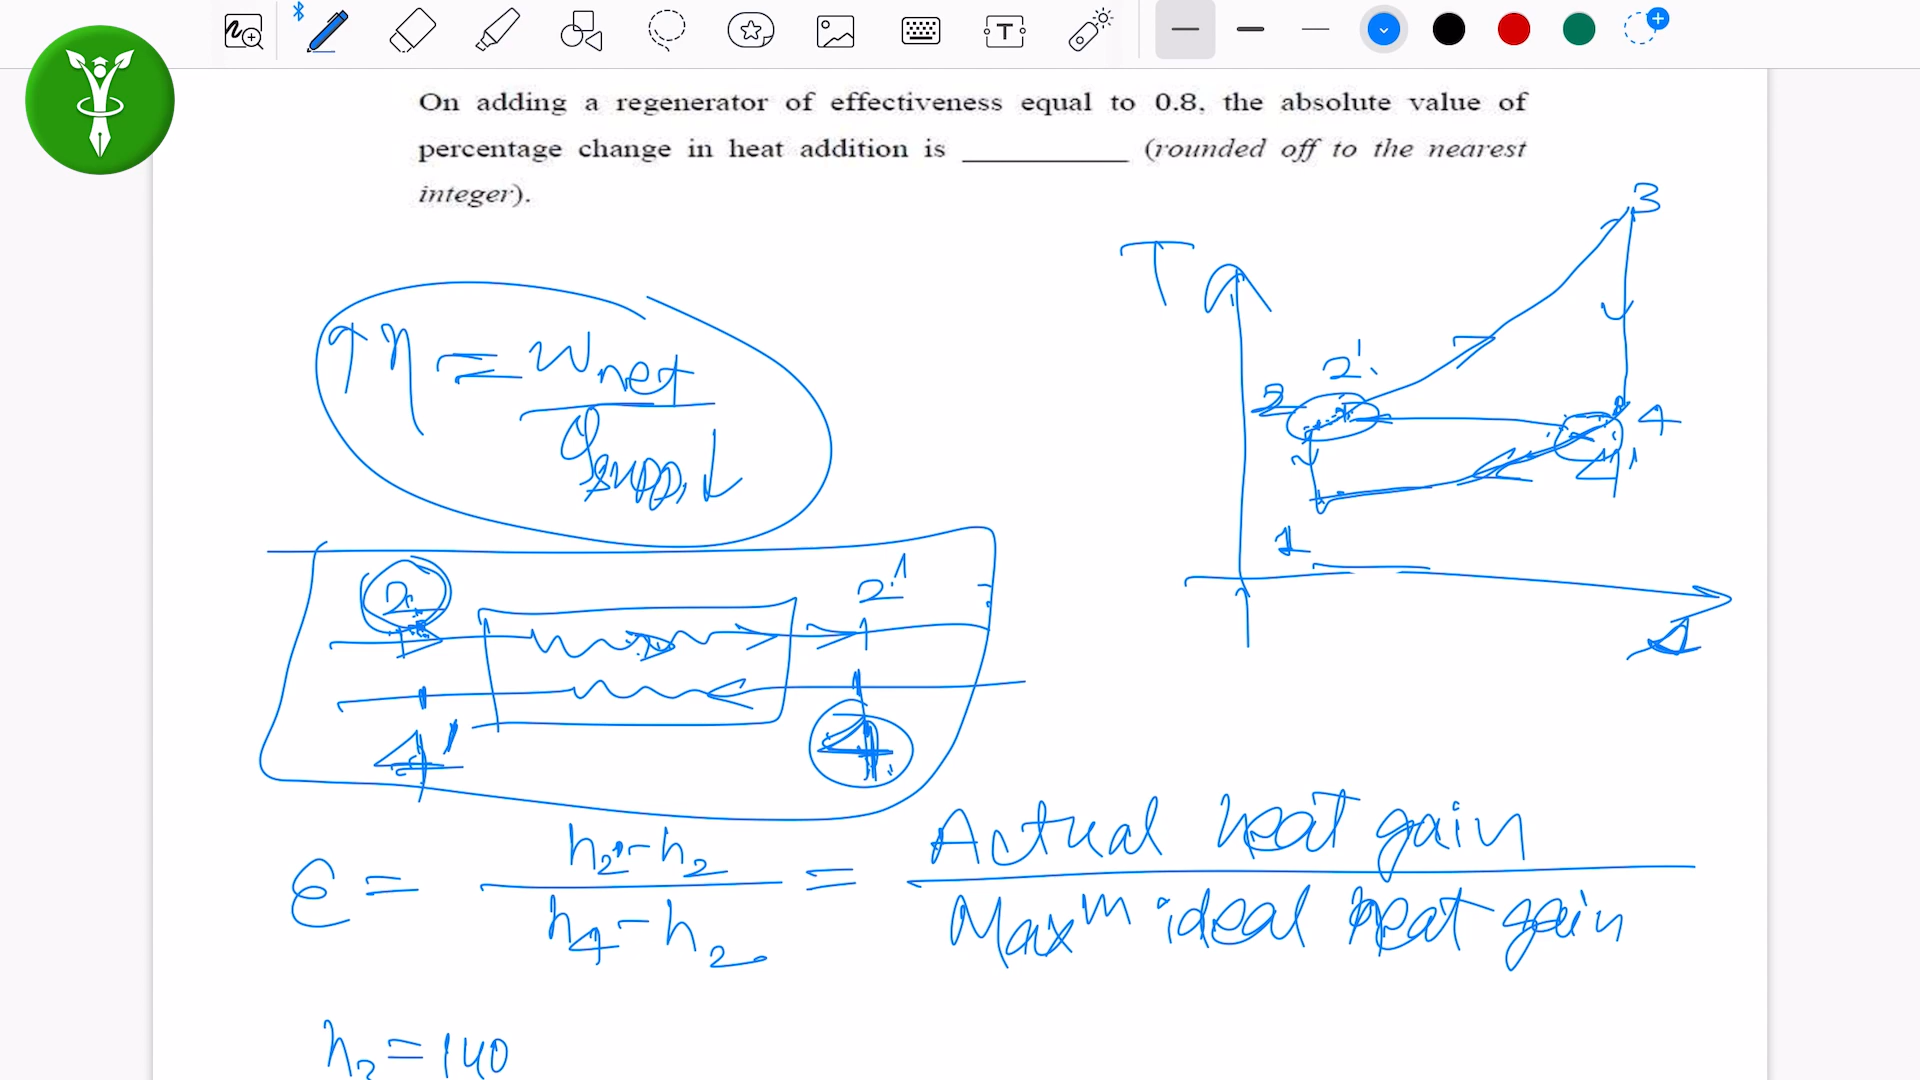 On adding a regenerator of effectiveness equal to 0.8, the absolute value of
percentage change in heat addition is __________ (rounded off to the nearest
integer).
T
3
2'
2
4
4'
1
s
↑η = Wnet / Qsupp. ↓
2 2'
4' 4
ε = h2' - h2 / h4 - h2 = Actual heat gain / Maxm ideal heat gain
h3 = 140